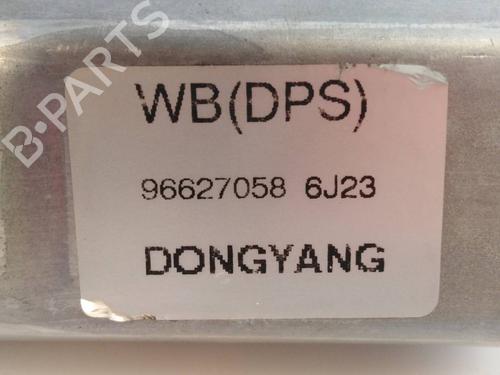 B-PARTS
WB(DPS)
96627058 6J23
DONGYANG